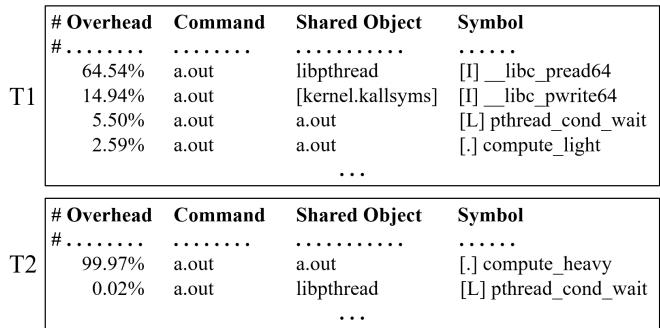 T1
# Overhead Command Shared Object Symbol
# . . . . . . . . . . . . . . . . . . . . . . . . . . . . . . . . .
64.54% a.out libpthread [I] __libc_pread64
14.94% a.out [kernel.kallsyms] [I] __libc_pwrite64
5.50% a.out a.out [L] pthread_cond_wait
2.59% a.out a.out [.] compute_light
...
T2
# Overhead Command Shared Object Symbol
# . . . . . . . . . . . . . . . . . . . . . . . . . . . . . . . . .
99.97% a.out a.out [.] compute_heavy
0.02% a.out libpthread [L] pthread_cond_wait
...